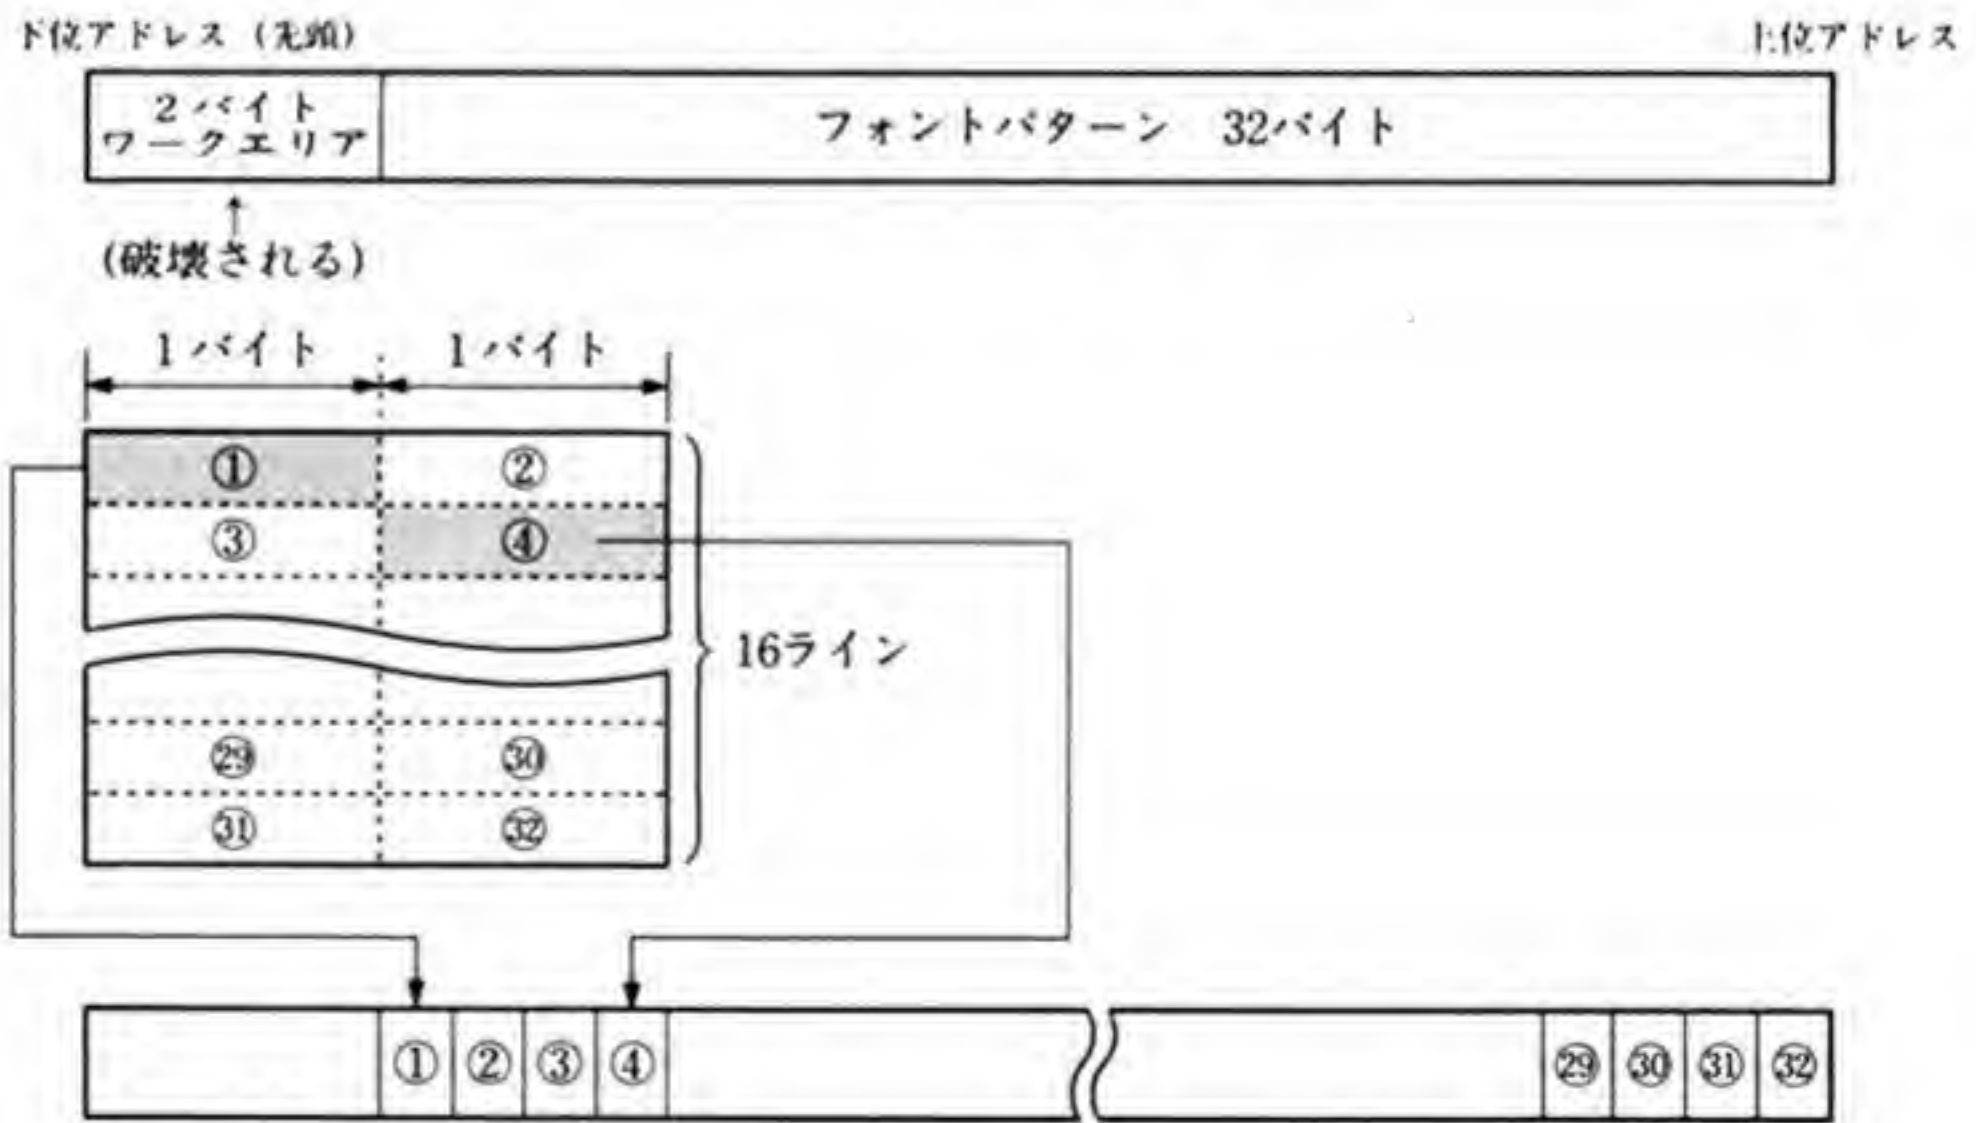 下位アドレス (先頭)
上位アドレス
2バイト
ワークエリア
フォントパターン 32バイト
↑
(破壊される)
1バイト 1バイト
① ②
③ ④
16ライン
㉙ ㉚
㉛ ㉜
① ② ③ ④ ㉙ ㉚ ㉛ ㉜